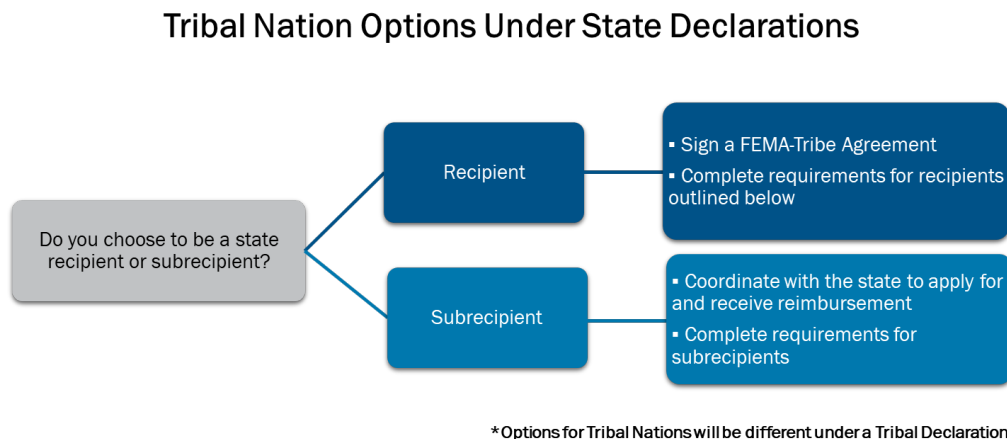 Tribal Nation Options Under State Declarations
Do you choose to be a state
recipient or subrecipient?
Recipient
▪ Sign a FEMA-Tribe Agreement
▪ Complete requirements for recipients
outlined below
Subrecipient
▪ Coordinate with the state to apply for
and receive reimbursement
▪ Complete requirements for
subrecipients
*Options for Tribal Nations will be different under a Tribal Declaration